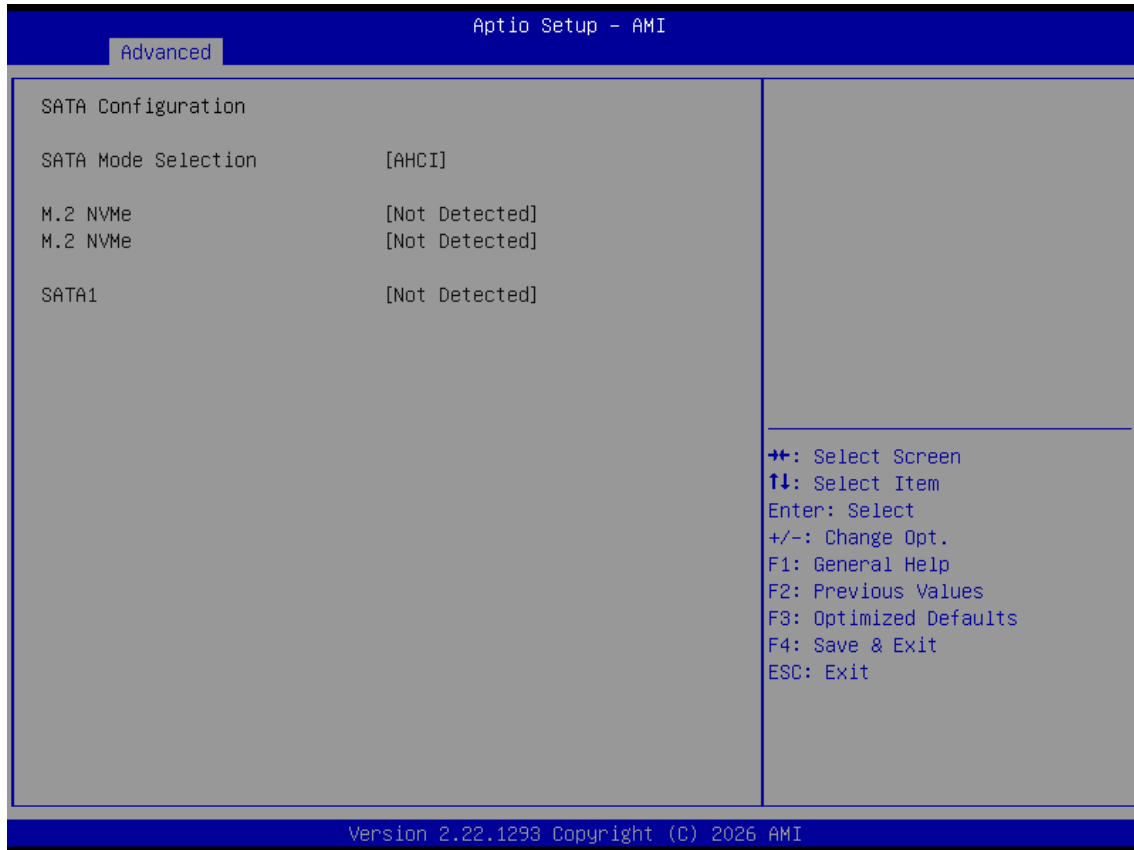 Aptio Setup – AMI
Advanced
SATA Configuration
SATA Mode Selection [AHCI]
M.2 NVMe [Not Detected]
M.2 NVMe [Not Detected]
SATA1 [Not Detected]
→←: Select Screen
↑↓: Select Item
Enter: Select
+/-: Change Opt.
F1: General Help
F2: Previous Values
F3: Optimized Defaults
F4: Save & Exit
ESC: Exit
Version 2.22.1293 Copyright (C) 2026 AMI